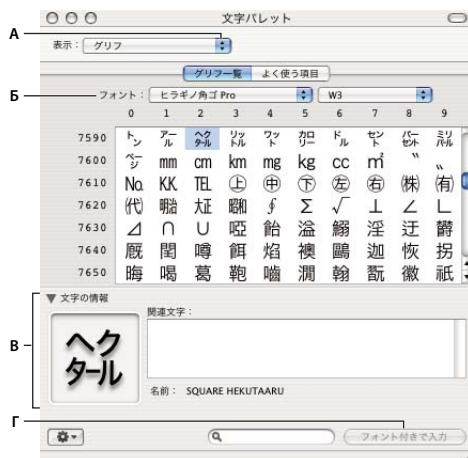 文字パレット
А
表示： グリフ
グリフ一覧 よく使う項目
Б
フォント： ヒラギノ角ゴ Pro W3
0 1 2 3 4 5 6 7 8 9
7590 ㌧ ㌃ ㌶ ㍑ ㍗ ㌍ ㌦ ㌣ ㌫ ㍊
7600 ㌻ mm cm km mg kg cc ㎡ 〝 〟
7610 № K.K. TEL ㊤ ㊥ ㊦ ㊧ ㊨ ㈱ ㈲
7620 ㈹ ㍾ ㍽ ㍼ ∮ Σ √ ⊥ ∠ ∟
7630 ⊿ ∩ ∪ 啞 飴 溢 鰯 淫 迂 欝
7640 厩 閏 噂 餌 焰 襖 鷗 迦 恢 拐
7650 晦 喝 葛 鞄 嚙 澗 翰 翫 徽 祇
В
文字の情報
関連文字：
ヘクタール
名前： SQUARE HEKUTAARU
Г
フォント付きで入力